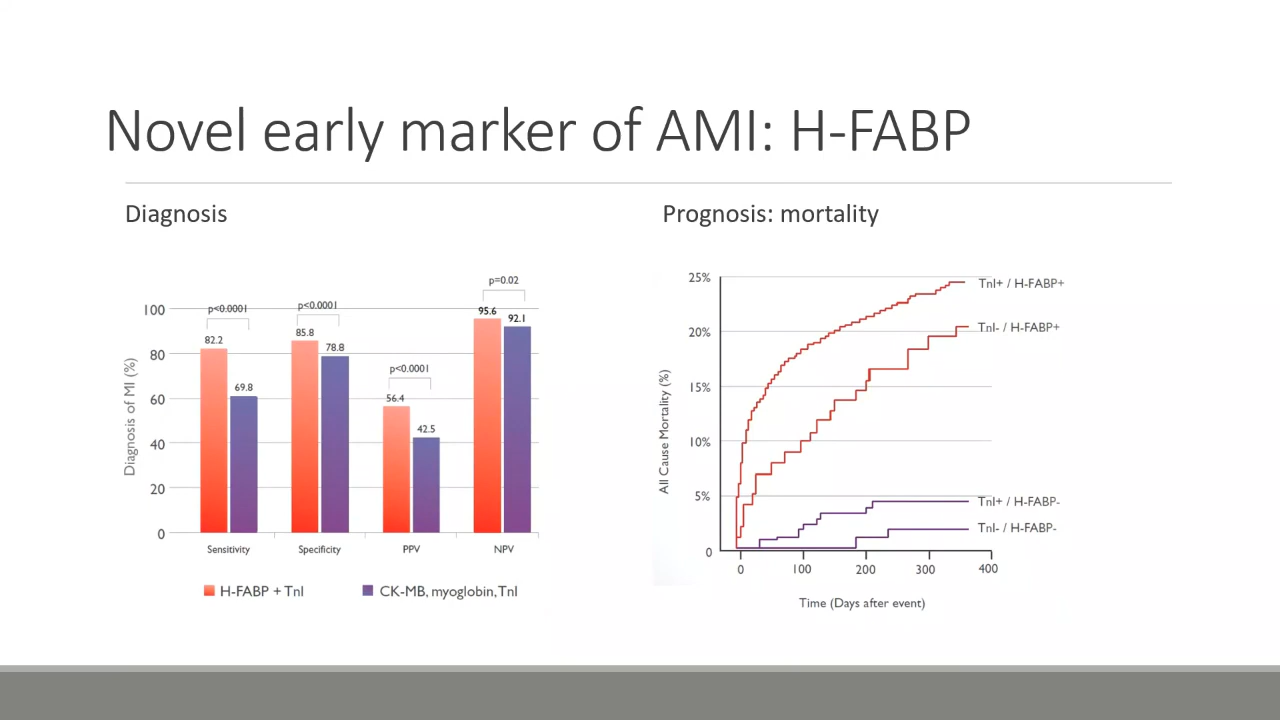 Novel early marker of AMI: H-FABP
Diagnosis
Diagnosis of MI (%)
100
80
60
40
20
0
p<0.0001
82.2
69.8
p<0.0001
85.8
78.8
p<0.0001
56.4
42.5
p=0.02
95.6
92.1
Sensitivity
Specificity
PPV
NPV
H-FABP + TnI
CK-MB, myoglobin, TnI
Prognosis: mortality
All Cause Mortality (%)
25%
20%
15%
10%
5%
0
TnI+ / H-FABP+
TnI- / H-FABP+
TnI+ / H-FABP-
TnI- / H-FABP-
0
100
200
300
400
Time (Days after event)